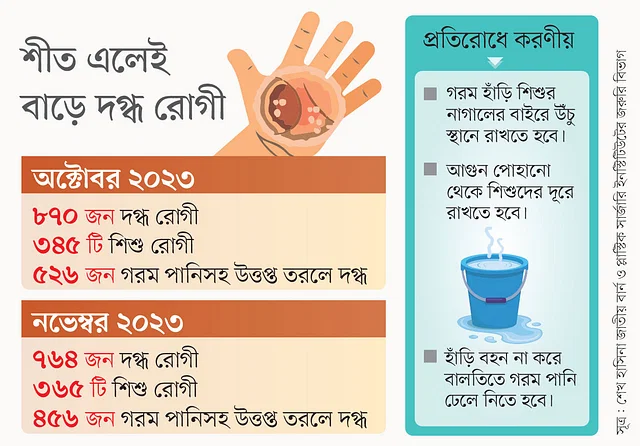 শীত এলেই
বাড়ে দগ্ধ রোগী
অক্টোবর ২০২৩
৮৭০ জন দগ্ধ রোগী
৩৪৫ টি শিশু রোগী
৫২৬ জন গরম পানিসহ উত্তপ্ত তরলে দগ্ধ
নভেম্বর ২০২৩
৭৬৪ জন দগ্ধ রোগী
৩৬৫ টি শিশু রোগী
৪৫৬ জন গরম পানিসহ উত্তপ্ত তরলে দগ্ধ
প্রতিরোধে করণীয়
গরম হাঁড়ি শিশুর
নাগালের বাইরে উঁচু
স্থানে রাখতে হবে।
আগুন পোহানো
থেকে শিশুদের দূরে
রাখতে হবে।
হাঁড়ি বহন না করে
বালতিতে গরম পানি
ঢেলে নিতে হবে।
সূত্র : শেখ হাসিনা জাতীয় বার্ন ও প্লাস্টিক সার্জারি ইনস্টিটিউটের জরুরি বিভাগ